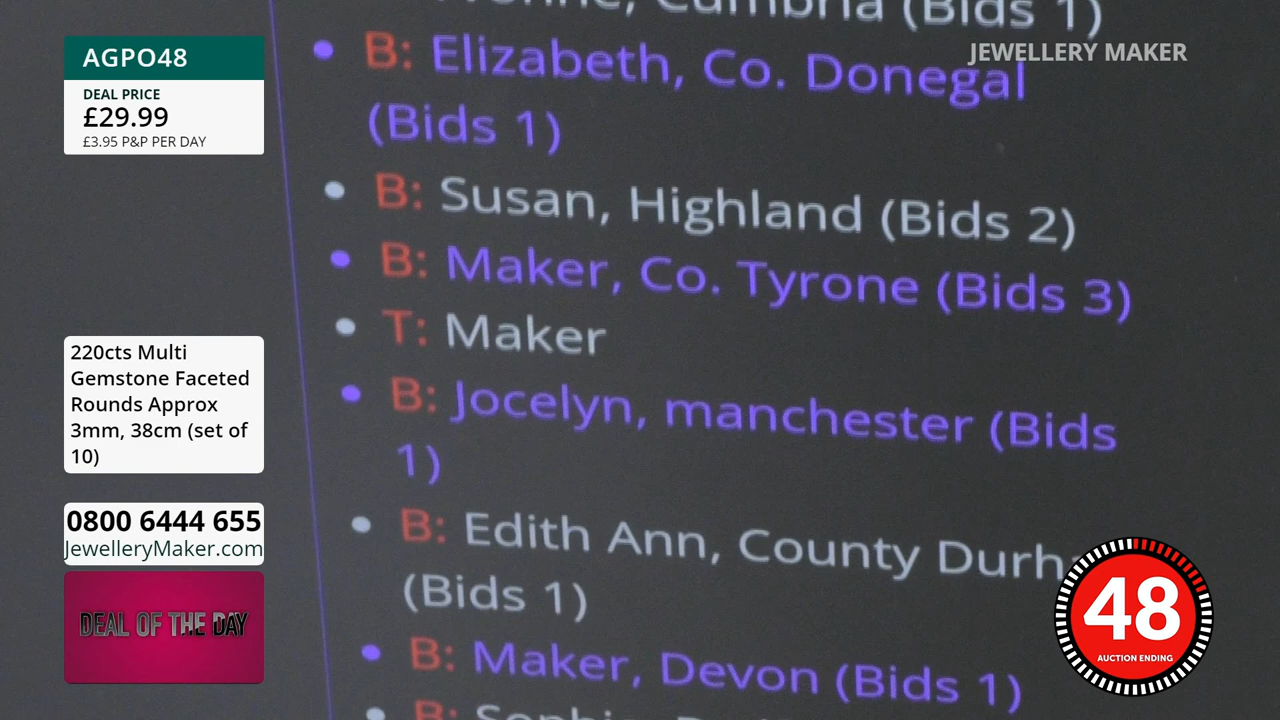 AGPO48
DEAL PRICE
£29.99
£3.95 P&P PER DAY
220cts Multi
Gemstone Faceted
Rounds Approx
3mm, 38cm (set of
10)
0800 6444 655
JewelleryMaker.com
DEAL OF THE DAY
JEWELLERY MAKER
Cumbria (Bids 1)
• B: Elizabeth, Co. Donegal
(Bids 1)
• B: Susan, Highland (Bids 2)
• B: Maker, Co. Tyrone (Bids 3)
• T: Maker
• B: Jocelyn, manchester (Bids
1)
• B: Edith Ann, County
(Bids 1)
• B: Maker, Devon (Bids 1)
• B:
48
AUCTION ENDING